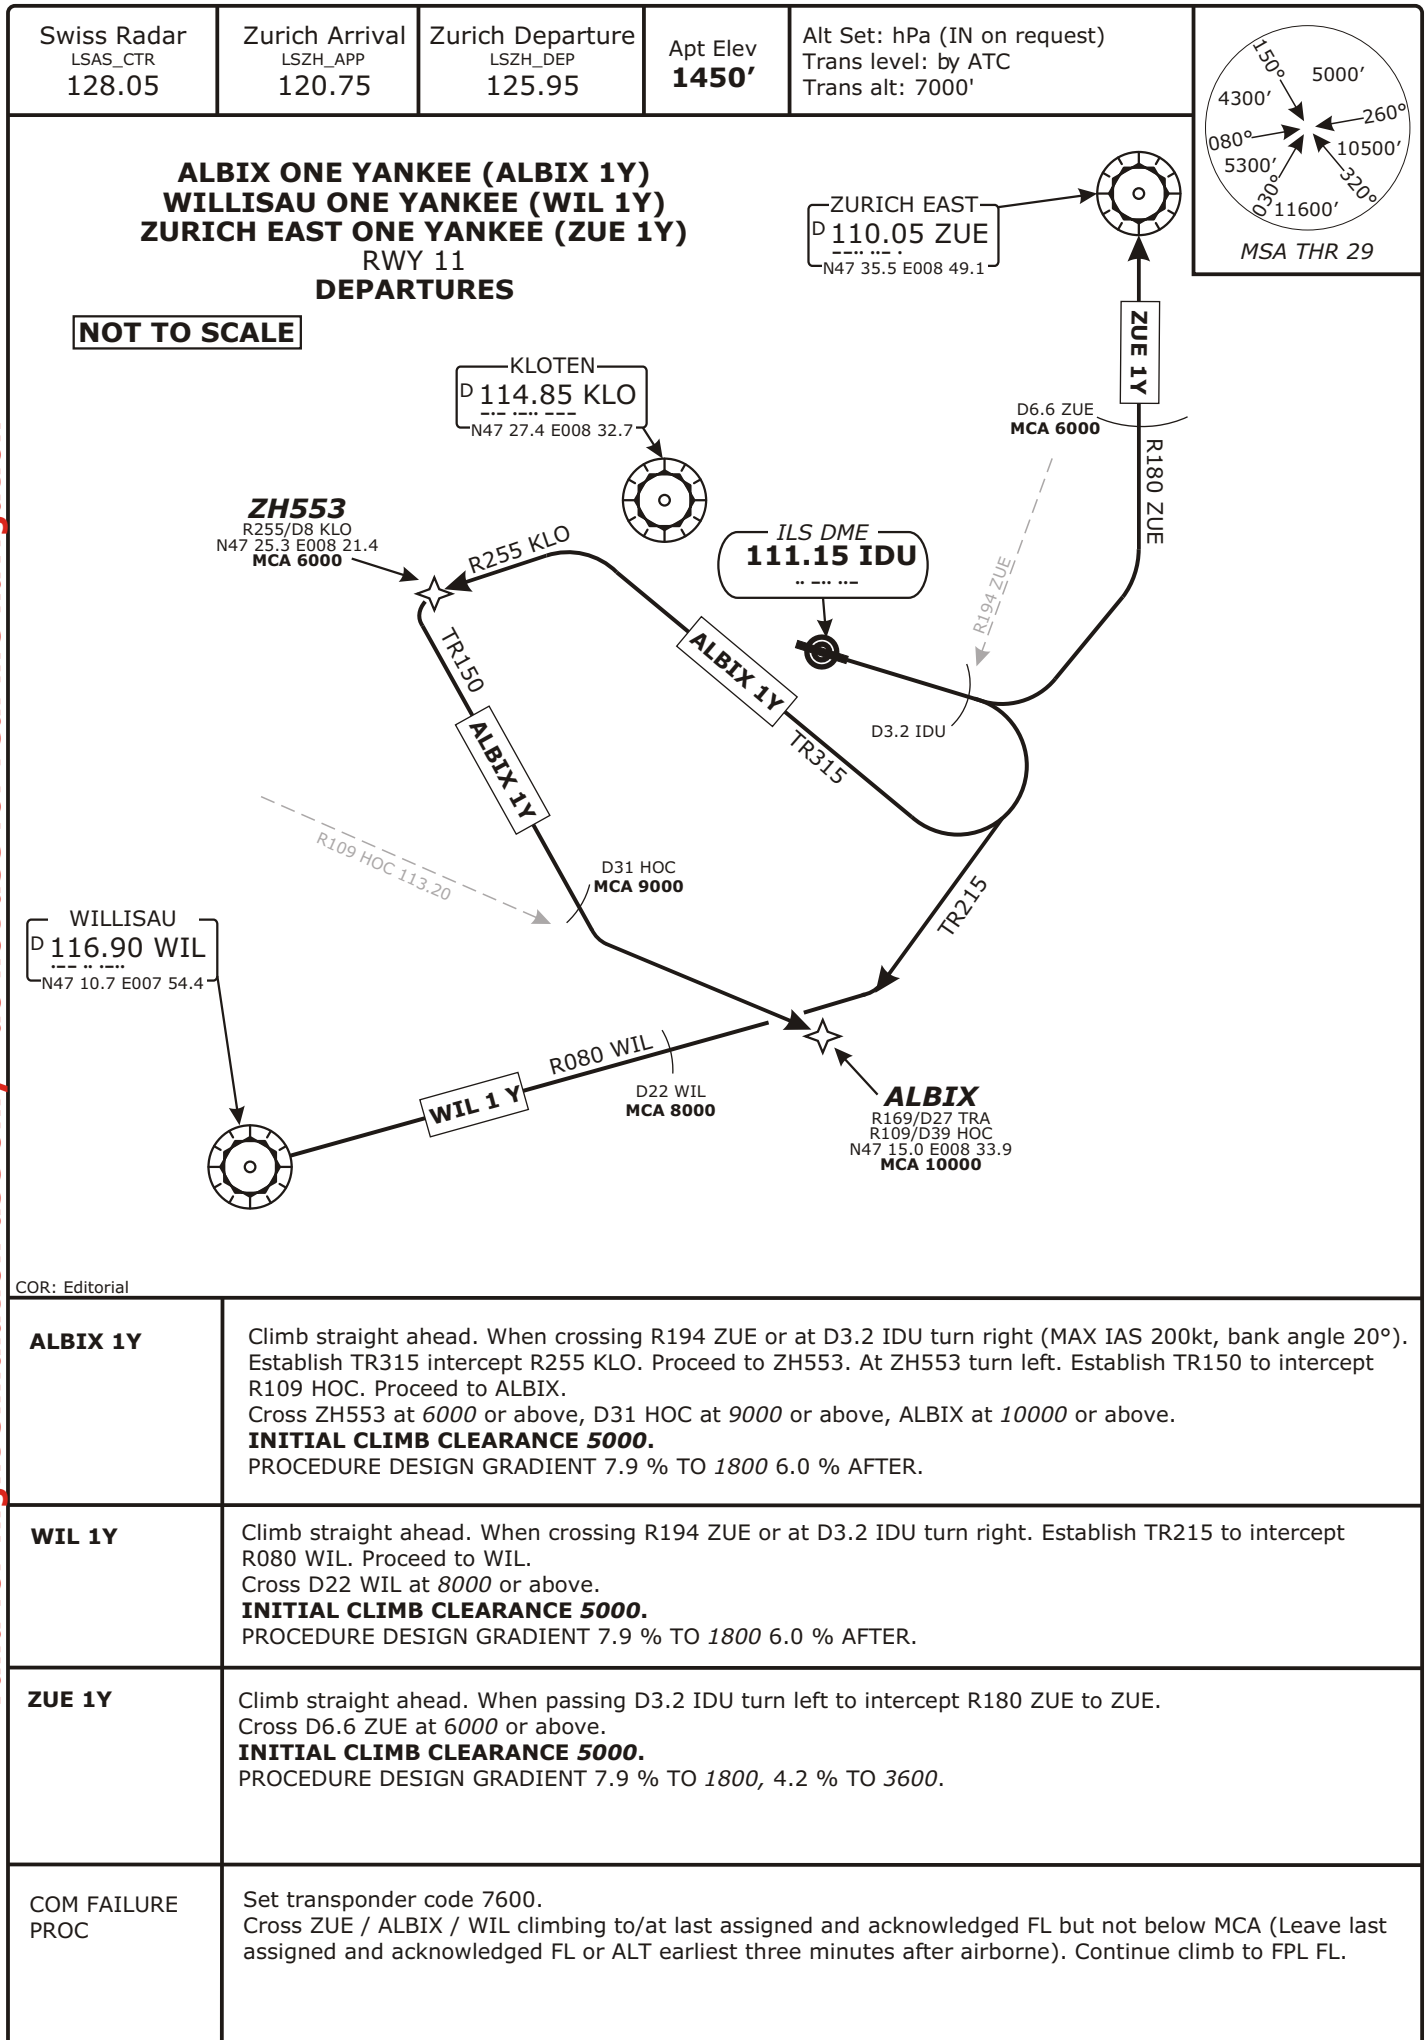 Swiss Radar
LSAS_CTR
128.05
Zurich Arrival
LSZH_APP
120.75
Zurich Departure
LSZH_DEP
125.95
Apt Elev
1450’
Alt Set: hPa (IN on request)
Trans level: by ATC
Trans alt: 7000'
150°
5000’
4300’
260°
080°
10500’
5300’
320°
030°
11600’
MSA THR 29
ALBIX ONE YANKEE (ALBIX 1Y)
WILLISAU ONE YANKEE (WIL 1Y)
ZURICH EAST ONE YANKEE (ZUE 1Y)
RWY 11
DEPARTURES
NOT TO SCALE
ZURICH EAST
D 110.05 ZUE
N47 35.5 E008 49.1
ZUE 1Y
KLOTEN
D 114.85 KLO
N47 27.4 E008 32.7
D6.6 ZUE
MCA 6000
R180 ZUE
ZH553
R255/D8 KLO
N47 25.3 E008 21.4
MCA 6000
R255 KLO
ILS DME
111.15 IDU
R194 ZUE
TR150
ALBIX 1Y
D3.2 IDU
TR315
ALBIX 1Y
R109 HOC 113.20
D31 HOC
MCA 9000
TR215
WILLISAU
D 116.90 WIL
N47 10.7 E007 54.4
R080 WIL
WIL 1 Y
D22 WIL
MCA 8000
ALBIX
R169/D27 TRA
R109/D39 HOC
N47 15.0 E008 33.9
MCA 10000
COR: Editorial
ALBIX 1Y
Climb straight ahead. When crossing R194 ZUE or at D3.2 IDU turn right (MAX IAS 200kt, bank angle 20°).
Establish TR315 intercept R255 KLO. Proceed to ZH553. At ZH553 turn left. Establish TR150 to intercept
R109 HOC. Proceed to ALBIX.
Cross ZH553 at 6000 or above, D31 HOC at 9000 or above, ALBIX at 10000 or above.
INITIAL CLIMB CLEARANCE 5000.
PROCEDURE DESIGN GRADIENT 7.9 % TO 1800 6.0 % AFTER.
WIL 1Y
Climb straight ahead. When crossing R194 ZUE or at D3.2 IDU turn right. Establish TR215 to intercept
R080 WIL. Proceed to WIL.
Cross D22 WIL at 8000 or above.
INITIAL CLIMB CLEARANCE 5000.
PROCEDURE DESIGN GRADIENT 7.9 % TO 1800 6.0 % AFTER.
ZUE 1Y
Climb straight ahead. When passing D3.2 IDU turn left to intercept R180 ZUE to ZUE.
Cross D6.6 ZUE at 6000 or above.
INITIAL CLIMB CLEARANCE 5000.
PROCEDURE DESIGN GRADIENT 7.9 % TO 1800, 4.2 % TO 3600.
COM FAILURE
PROC
Set transponder code 7600.
Cross ZUE / ALBIX / WIL climbing to/at last assigned and acknowledged FL but not below MCA (Leave last
assigned and acknowledged FL or ALT earliest three minutes after airborne). Continue climb to FPL FL.